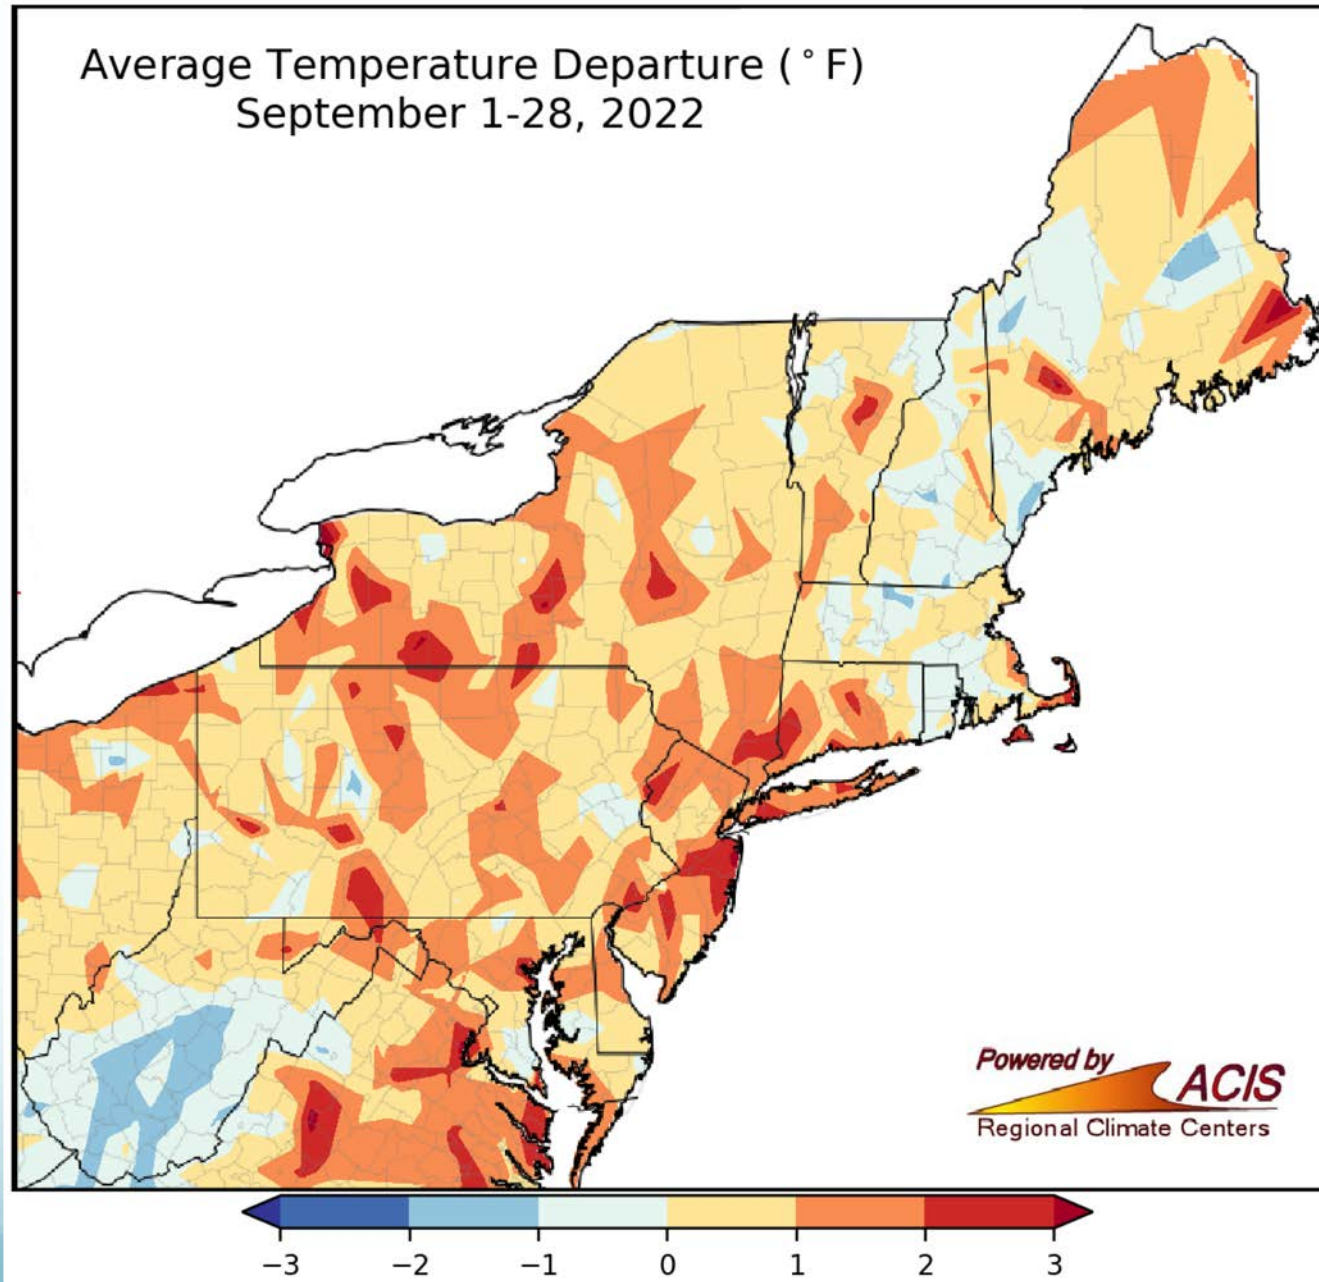 Average Temperature Departure (°F)
September 1-28, 2022
Powered by
ACIS
Regional Climate Centers
−3 −2 −1 0 1 2 3